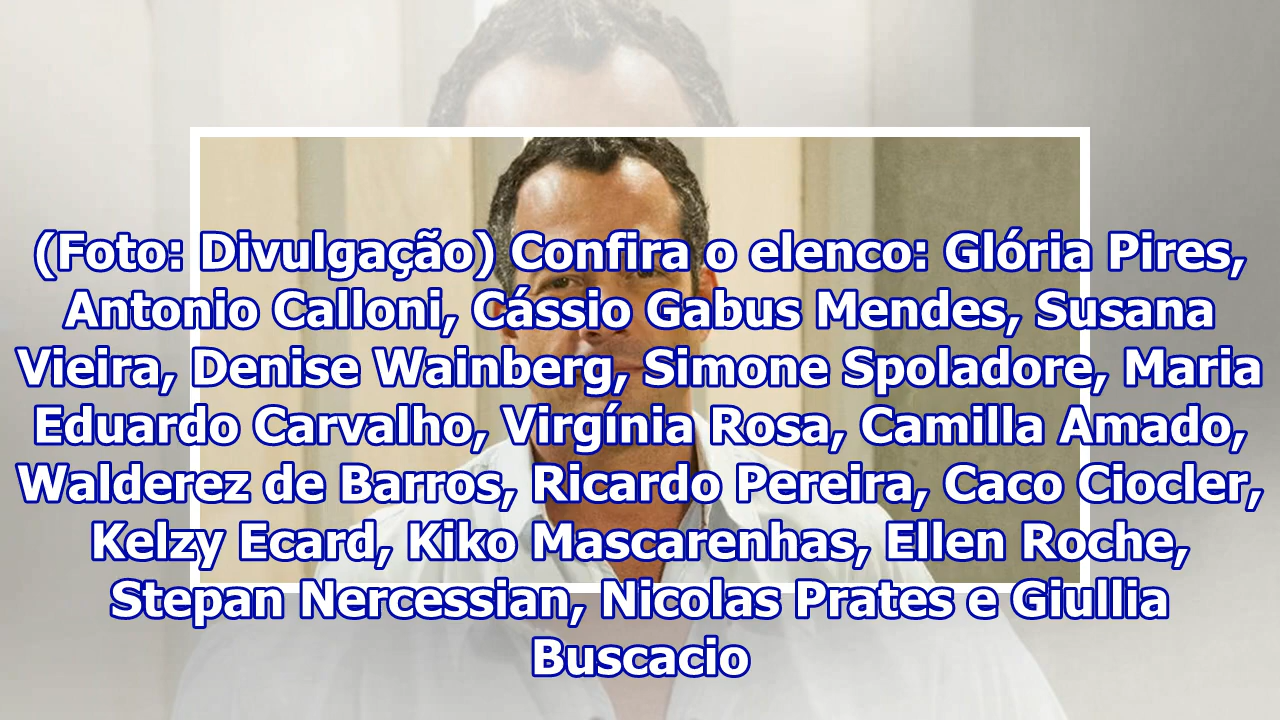 (Foto: Divulgação) Confira o elenco: Glória Pires,
Antonio Calloni, Cássio Gabus Mendes, Susana
Vieira, Denise Wainberg, Simone Spoladore, Maria
Eduardo Carvalho, Virgínia Rosa, Camilla Amado,
Walderez de Barros, Ricardo Pereira, Caco Ciocler,
Kelzy Ecard, Kiko Mascarenhas, Ellen Roche,
Stepan Nercessian, Nicolas Prates e Giullia
Buscacio